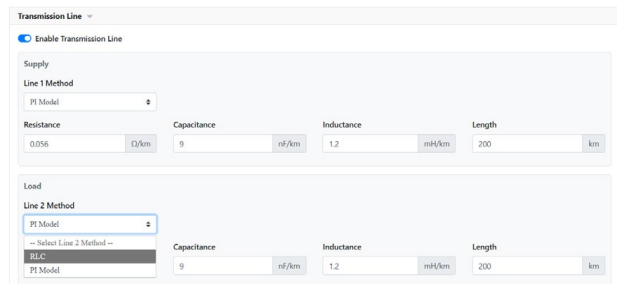 Transmission Line
Enable Transmission Line
Supply
Line 1 Method
PI Model
Resistance Capacitance Inductance Length
0.056 Ω/km 9 nF/km 1.2 mH/km 200 km
Load
Line 2 Method
PI Model
-- Select Line 2 Method --
RLC
PI Model
Capacitance Inductance Length
9 nF/km 1.2 mH/km 200 km